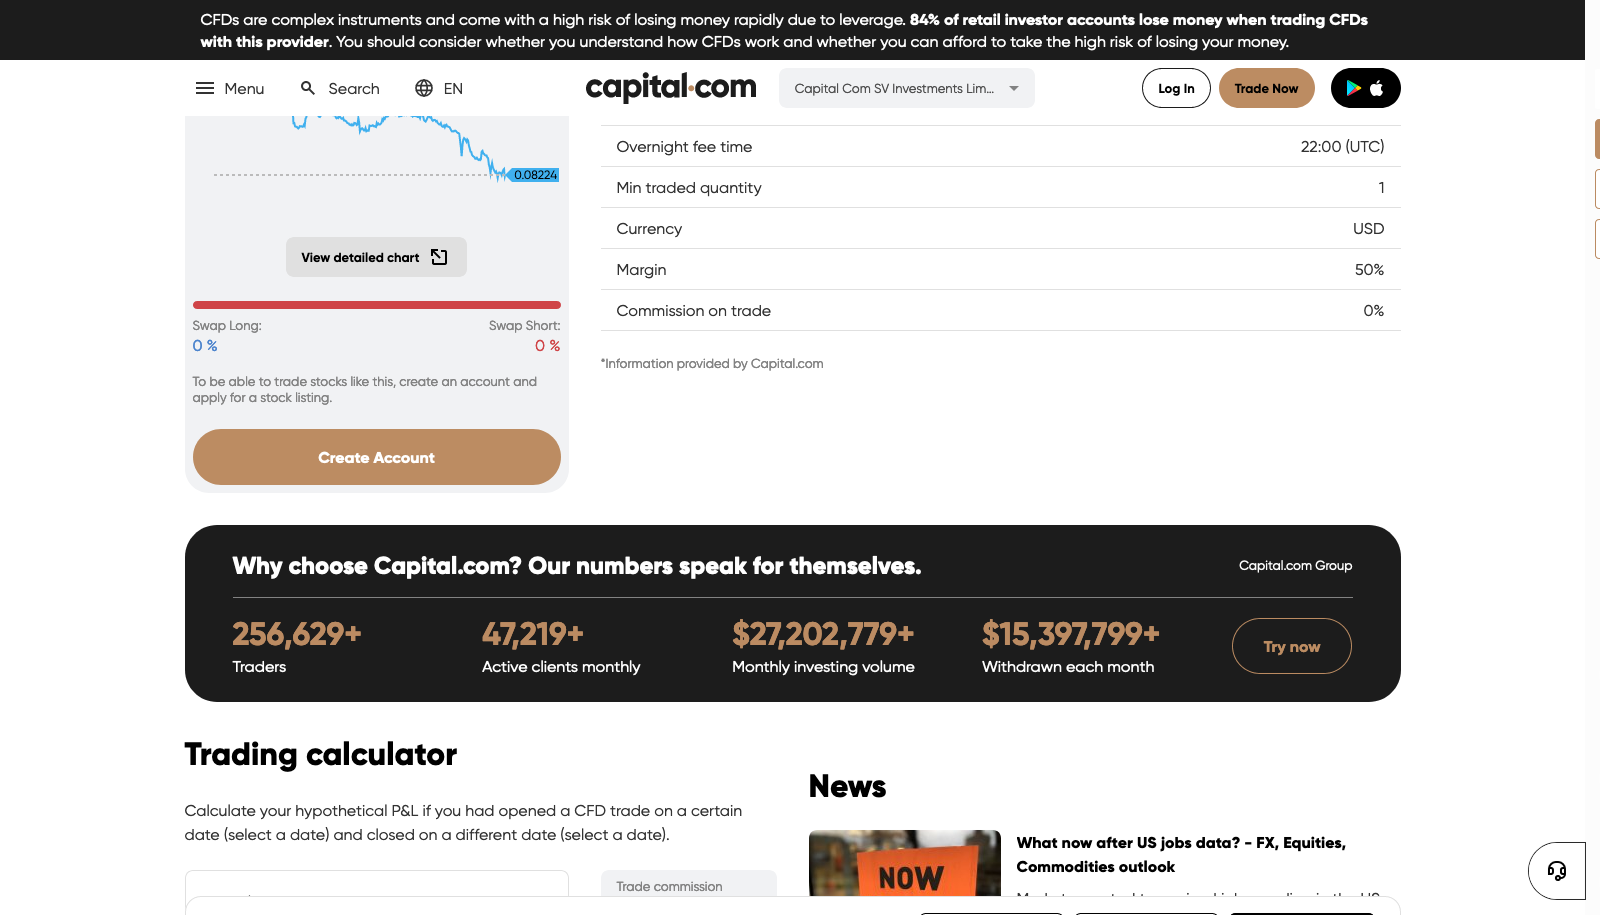 CFDs are complex instruments and come with a high risk of losing money rapidly due to leverage. 84% of retail investor accounts lose money when trading CFDs
with this provider. You should consider whether you understand how CFDs work and whether you can afford to take the high risk of losing your money.
Menu
Search
EN
capital.com
Capital Com SV Investments Lim...
Log In
Trade Now
0.08224
View detailed chart
Swap Long:
Swap Short:
0 %
0 %
To be able to trade stocks like this, create an account and
apply for a stock listing.
Create Account
Overnight fee time 22:00 (UTC)
Min traded quantity 1
Currency USD
Margin 50%
Commission on trade 0%
*Information provided by Capital.com
Why choose Capital.com? Our numbers speak for themselves.
Capital.com Group
256,629+
Traders
47,219+
Active clients monthly
$27,202,779+
Monthly investing volume
$15,397,799+
Withdrawn each month
Try now
Trading calculator
Calculate your hypothetical P&L if you had opened a CFD trade on a certain
date (select a date) and closed on a different date (select a date).
Trade commission
News
NOW
What now after US jobs data? - FX, Equities,
Commodities outlook